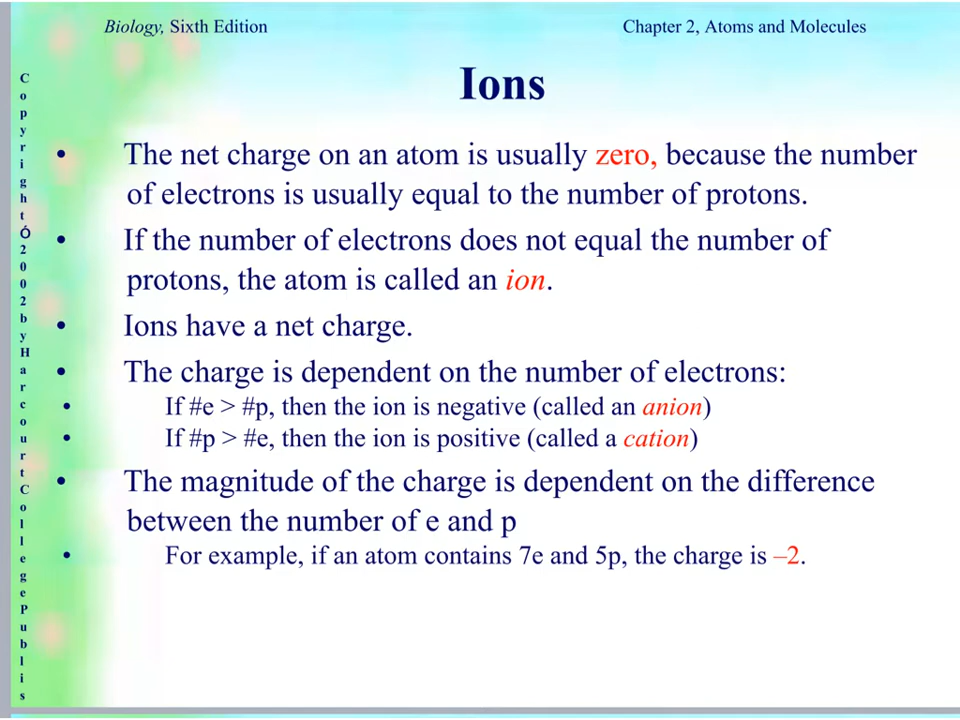 Biology, Sixth Edition
Chapter 2, Atoms and Molecules
Ions
• The net charge on an atom is usually zero, because the number
of electrons is usually equal to the number of protons.
• If the number of electrons does not equal the number of
protons, the atom is called an ion.
• Ions have a net charge.
• The charge is dependent on the number of electrons:
• If #e > #p, then the ion is negative (called an anion)
• If #p > #e, then the ion is positive (called a cation)
• The magnitude of the charge is dependent on the difference
between the number of e and p
• For example, if an atom contains 7e and 5p, the charge is –2.
CopyrightÓ2002byHarcourtCollegePublis